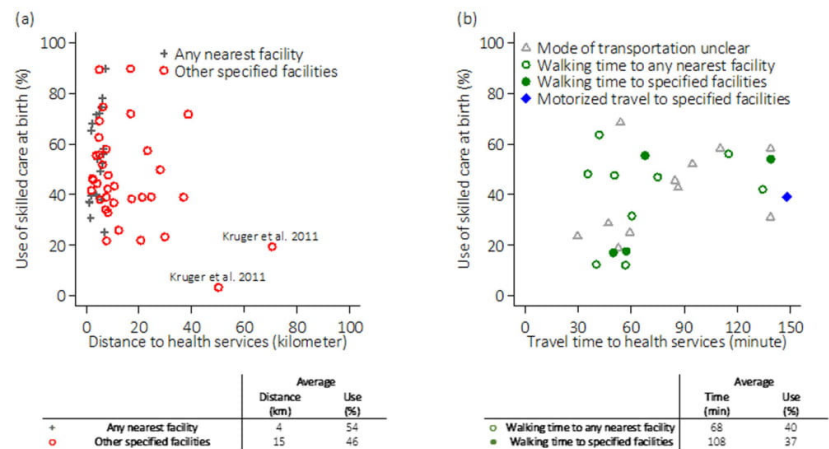 (a)
Use of skilled care at birth (%)
100
80
60
40
20
0
+ Any nearest facility
Other specified facilities
Kruger et al. 2011
Kruger et al. 2011
0 20 40 60 80 100
Distance to health services (kilometer)
Average
Distance Use
(km) (%)
+ Any nearest facility 4 54
Other specified facilities 15 46
(b)
Use of skilled care at birth (%)
100
80
60
40
20
0
Mode of transportation unclear
Walking time to any nearest facility
Walking time to specified facilities
Motorized travel to specified facilities
0 30 60 90 120 150
Travel time to health services (minute)
Average
Time Use
(min) (%)
Walking time to any nearest facility 68 40
Walking time to specified facilities 108 37